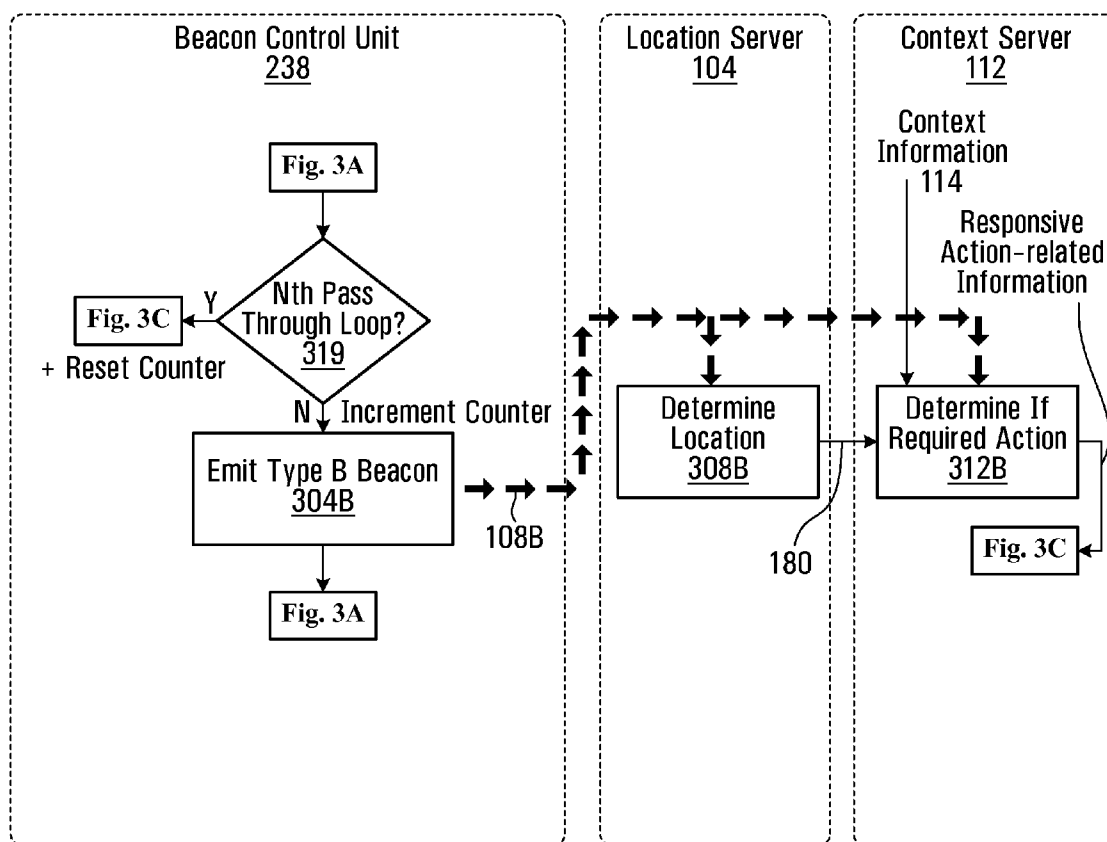 Beacon Control Unit
238
Location Server
104
Context Server
112
Fig. 3A
Nth Pass
Through Loop?
319
Y
Fig. 3C
+ Reset Counter
N Increment Counter
Emit Type B Beacon
304B
108B
Fig. 3A
Determine
Location
308B
180
Context
Information
114
Responsive
Action-related
Information
Determine If
Required Action
312B
Fig. 3C